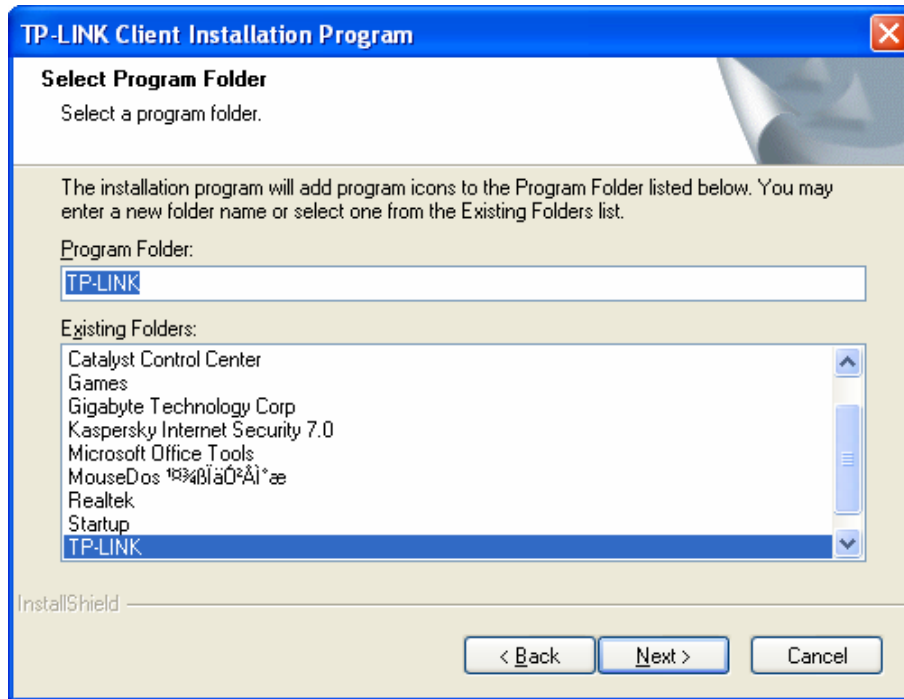 TP-LINK Client Installation Program
Select Program Folder
Select a program folder.
The installation program will add program icons to the Program Folder listed below. You may
enter a new folder name or select one from the Existing Folders list.
Program Folder:
TP-LINK
Existing Folders:
Catalyst Control Center
Games
Gigabyte Technology Corp
Kaspersky Internet Security 7.0
Microsoft Office Tools
MouseDos ¹¤¾ßÏäÓ²ÅÌ°æ
Realtek
Startup
TP-LINK
InstallShield
< Back
Next >
Cancel